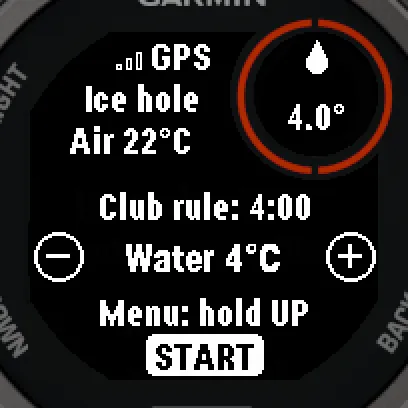 GARMIN
GPS
4.0°
Ice hole
Air 22°C
Club rule: 4:00
Water 4°C
Menu: hold UP
START